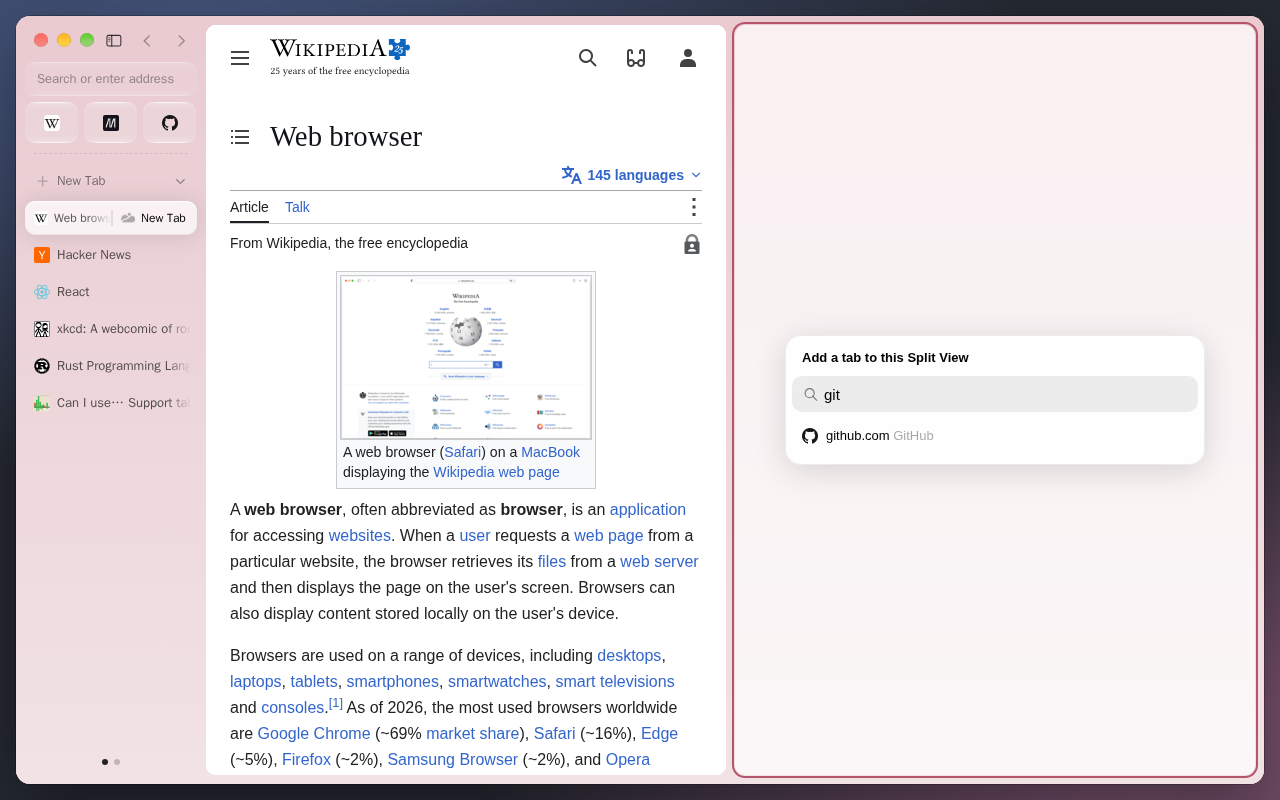 Search or enter address
New Tab
Web brow
New Tab
Hacker News
React
xkcd: A webcomic of ro
Rust Programming Lang
Can I use··· Support ta
WIKIPEDIA 25
25 years of the free encyclopedia
Web browser
145 languages
Article Talk
From Wikipedia, the free encyclopedia
A web browser (Safari) on a MacBook
displaying the Wikipedia web page
A web browser, often abbreviated as browser, is an application
for accessing websites. When a user requests a web page from a
particular website, the browser retrieves its files from a web server
and then displays the page on the user's screen. Browsers can
also display content stored locally on the user's device.
Browsers are used on a range of devices, including desktops,
laptops, tablets, smartphones, smartwatches, smart televisions
and consoles.[1] As of 2026, the most used browsers worldwide
are Google Chrome (~69% market share), Safari (~16%), Edge
(~5%), Firefox (~2%), Samsung Browser (~2%), and Opera
Add a tab to this Split View
git
github.com GitHub